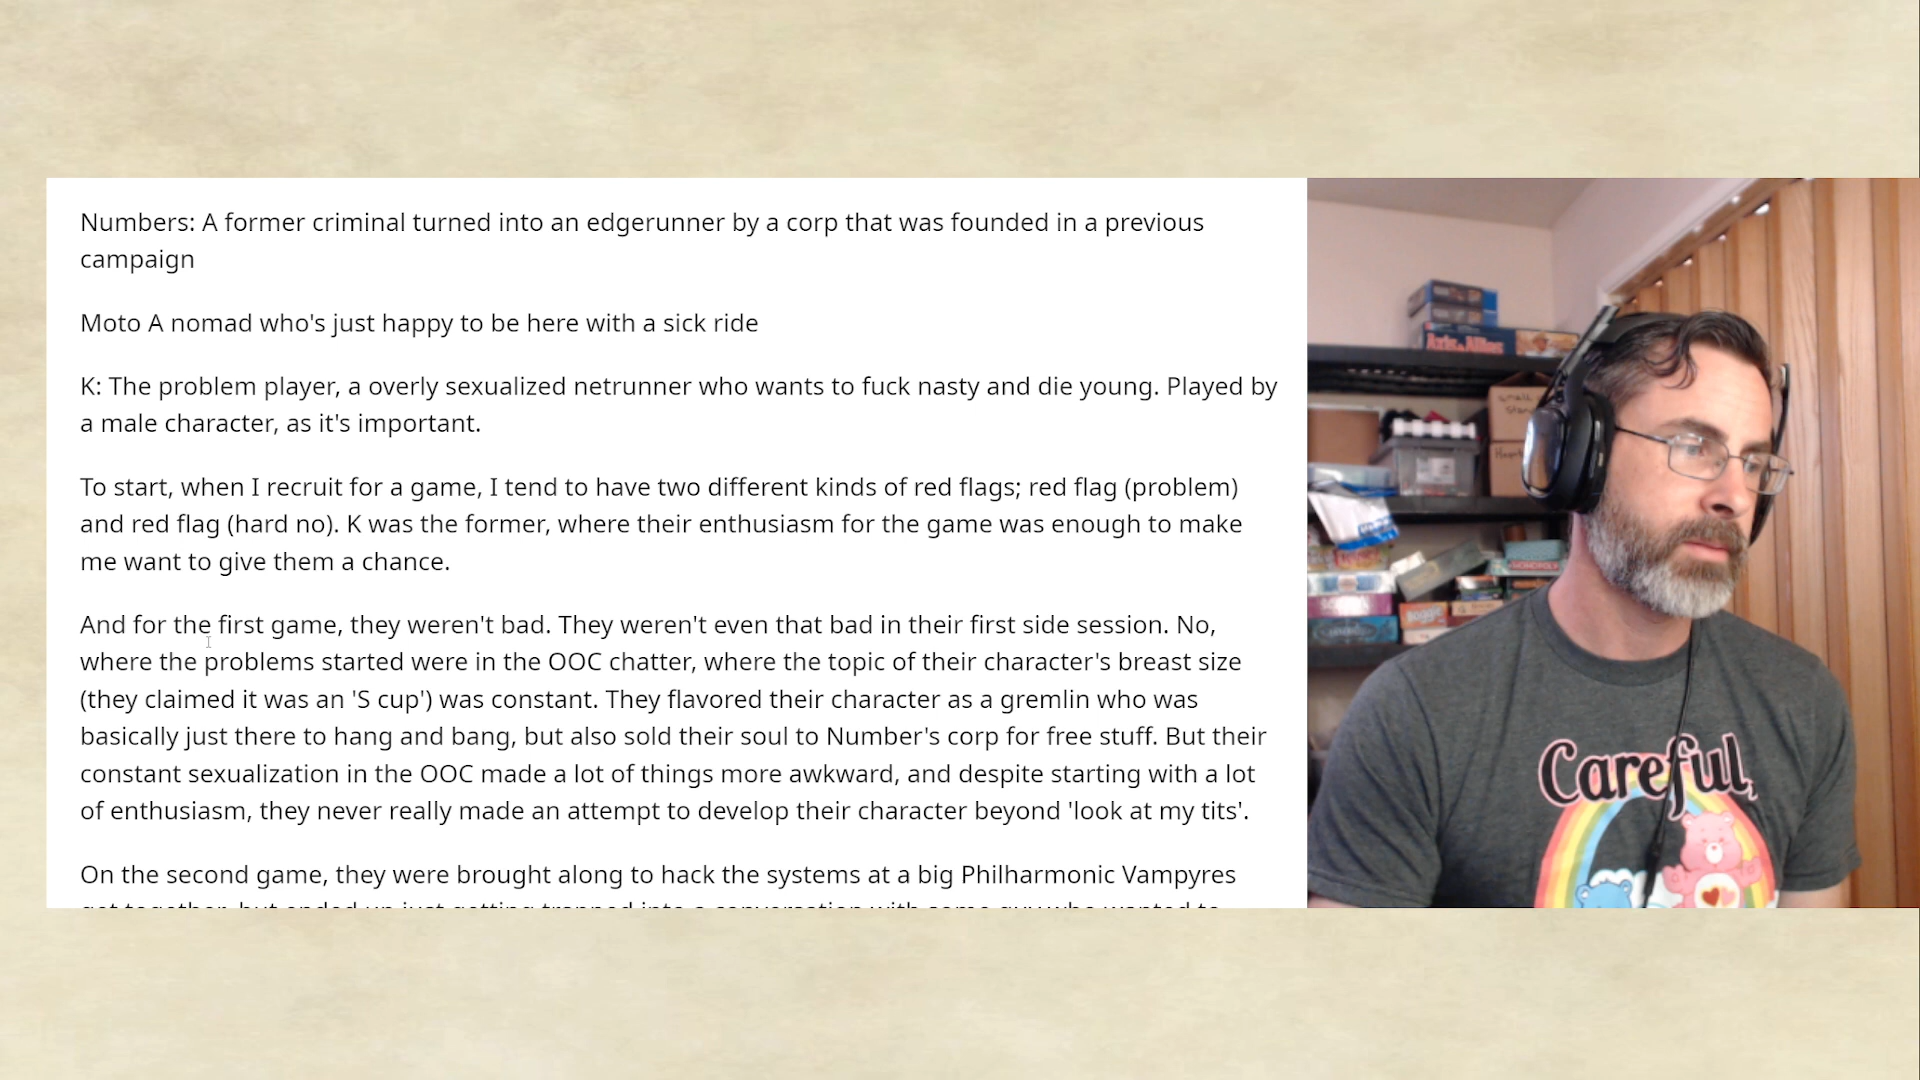 Numbers: A former criminal turned into an edgerunner by a corp that was founded in a previous
campaign
Moto A nomad who's just happy to be here with a sick ride
K: The problem player, a overly sexualized netrunner who wants to fuck nasty and die young. Played by
a male character, as it's important.
To start, when I recruit for a game, I tend to have two different kinds of red flags; red flag (problem)
and red flag (hard no). K was the former, where their enthusiasm for the game was enough to make
me want to give them a chance.
And for the first game, they weren't bad. They weren't even that bad in their first side session. No,
where the problems started were in the OOC chatter, where the topic of their character's breast size
(they claimed it was an 'S cup') was constant. They flavored their character as a gremlin who was
basically just there to hang and bang, but also sold their soul to Number's corp for free stuff. But their
constant sexualization in the OOC made a lot of things more awkward, and despite starting with a lot
of enthusiasm, they never really made an attempt to develop their character beyond 'look at my tits'.
On the second game, they were brought along to hack the systems at a big Philharmonic Vampyres
Axis & Allies
MONOPOLY
Careful,